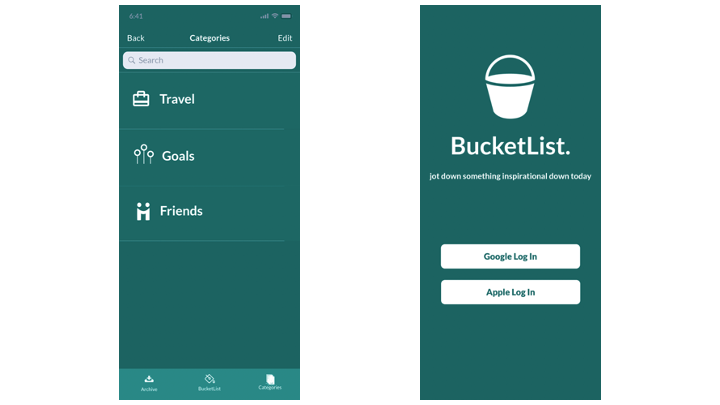 6:41
Back Categories Edit
Search
Travel
Goals
Friends
Archive BucketList Categories
BucketList.
jot down something inspirational down today
Google Log In
Apple Log In